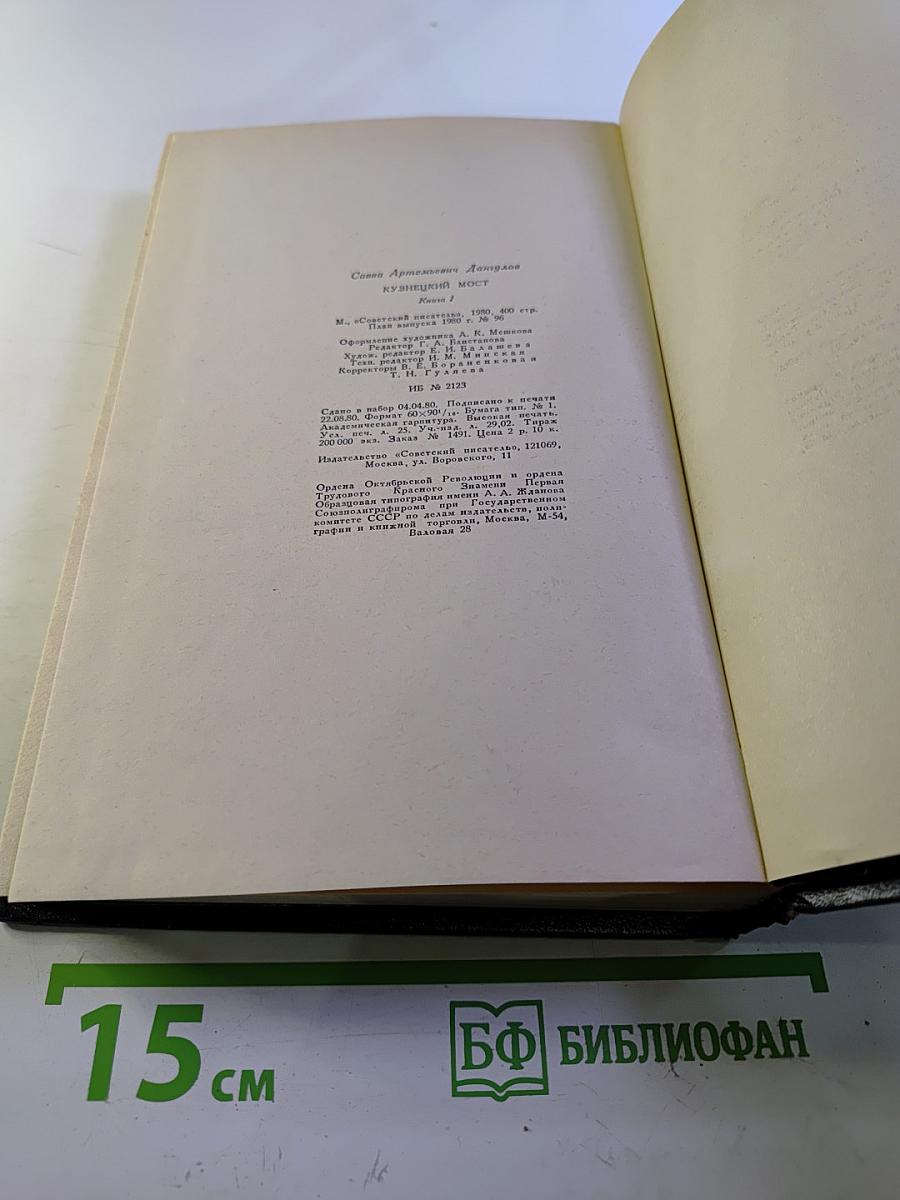 Савва Артемьевич Дангулов
КУЗНЕЦКИЙ МОСТ
Книга I
М., «Советский писатель», 1980, 400 стр.
План выпуска 1980 г. № 96
Оформление художника А. К. Мешкова
Редактор Г. А. Блистанова
Худож. редактор Е. И. Балашева
Техн. редактор И. М. Минская
Корректоры В. Е. Бораненкова и
Т. Н. Гуляева
ИБ № 2123
Сдано в набор 04.04.80. Подписано к печати
22.08.80. Формат 60×90¹/₁₆. Бумага тип. № 1.
Академическая гарнитура. Высокая печать.
Усл. печ. л. 25. Уч.-изд. л. 29,02. Тираж
200 000 экз. Заказ № 1491. Цена 2 р. 10 к.
Издательство «Советский писатель», 121069,
Москва, ул. Воровского, 11
Ордена Октябрьской Революции и ордена
Трудового Красного Знамени Первая
Образцовая типография имени А. А. Жданова
Союзполиграфпрома при Государственном
комитете СССР по делам издательств, поли-
графии и книжной торговли, Москва, М-54,
Валовая 28
15 см
БФ БИБЛИОФАН